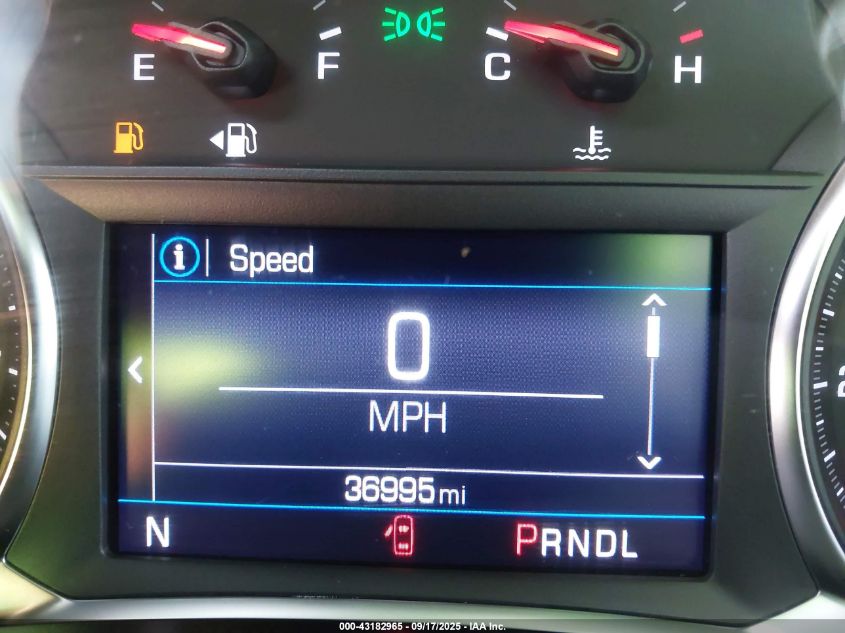 E F C H
Speed
0
MPH
36995 mi
N PRNDL
000-43182965 - 09/17/2025 - IAA Inc.